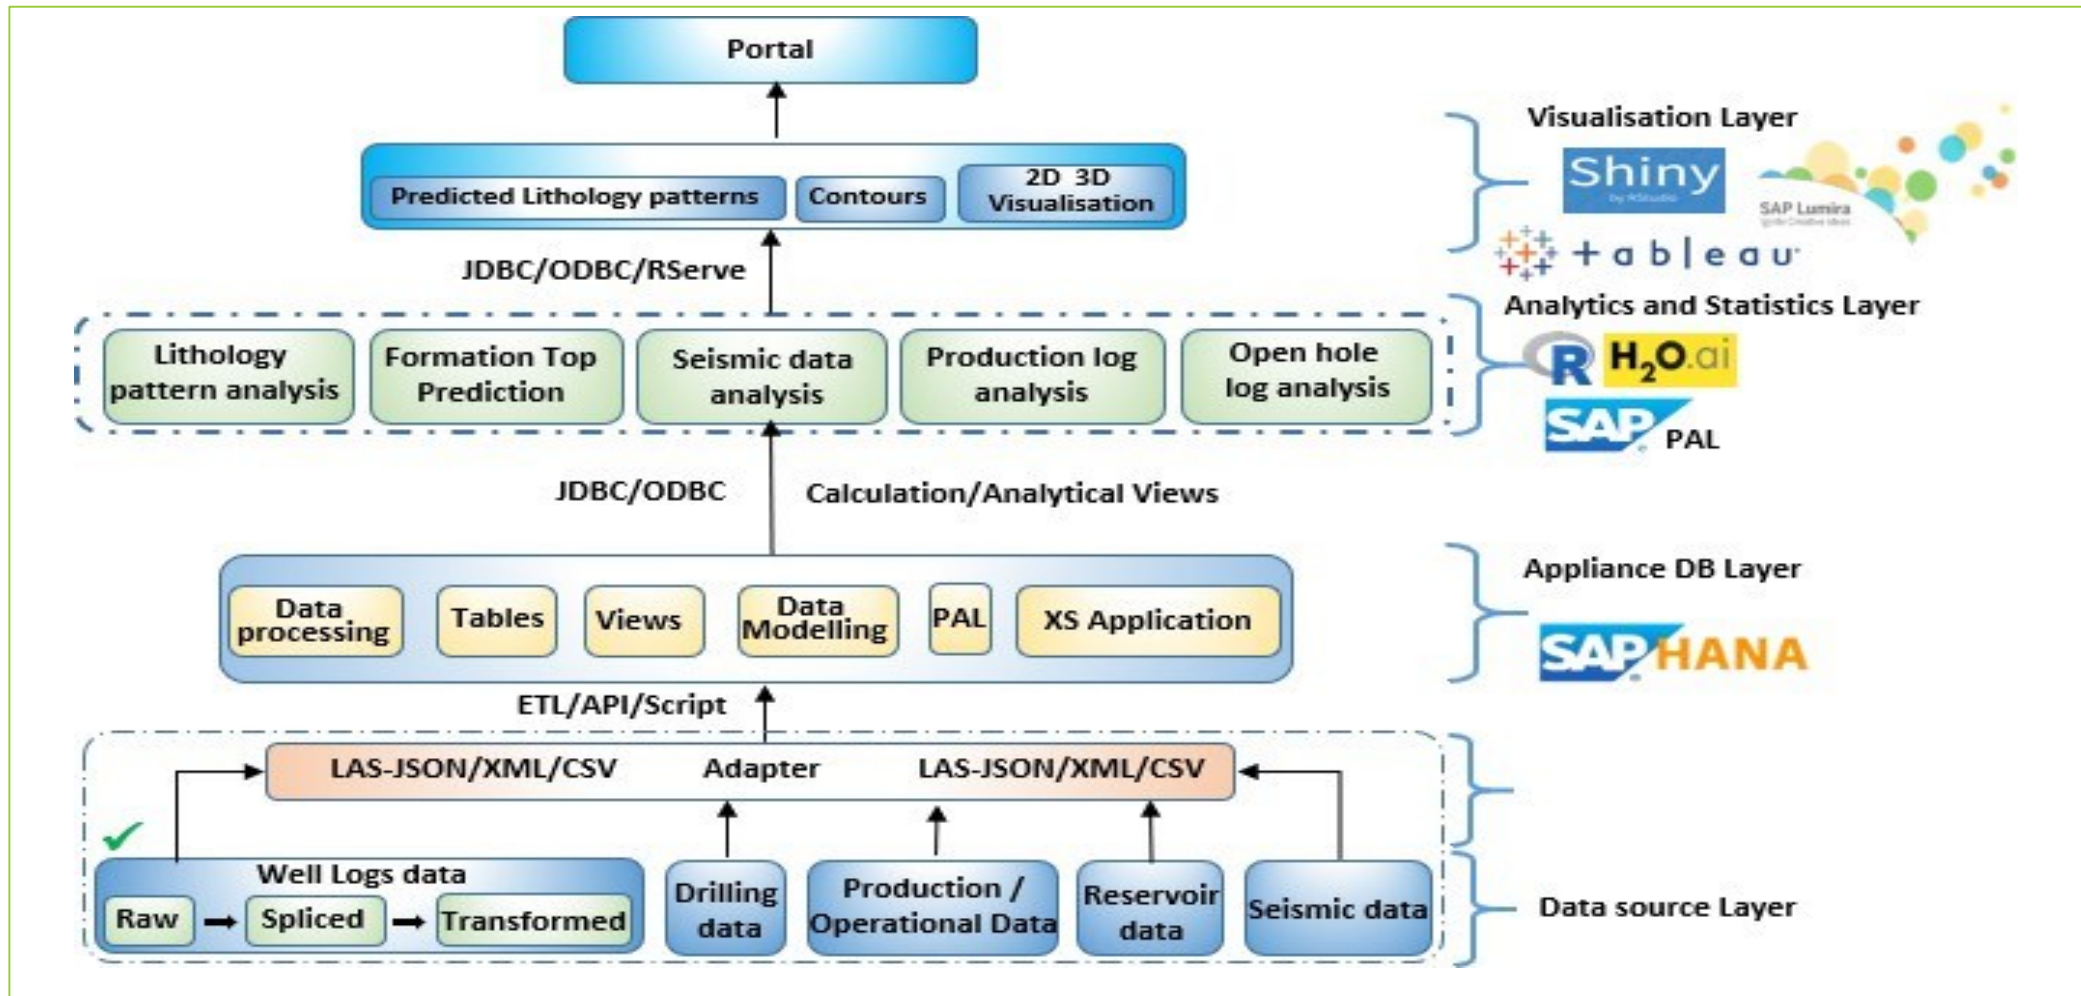 Portal
Visualisation Layer
Shiny
by RStudio
SAP Lumira
+ableau
Predicted Lithology patterns
Contours
2D 3D
Visualisation
JDBC/ODBC/RServe
Analytics and Statistics Layer
R
H2O.ai
SAP PAL
Lithology
pattern analysis
Formation Top
Prediction
Seismic data
analysis
Production log
analysis
Open hole
log analysis
JDBC/ODBC
Calculation/Analytical Views
Appliance DB Layer
SAP HANA
Data
processing
Tables
Views
Data
Modelling
PAL
XS Application
ETL/API/Script
LAS-JSON/XML/CSV
Adapter
LAS-JSON/XML/CSV
Well Logs data
Raw
Spliced
Transformed
Drilling
data
Production /
Operational Data
Reservoir
data
Seismic data
Data source Layer